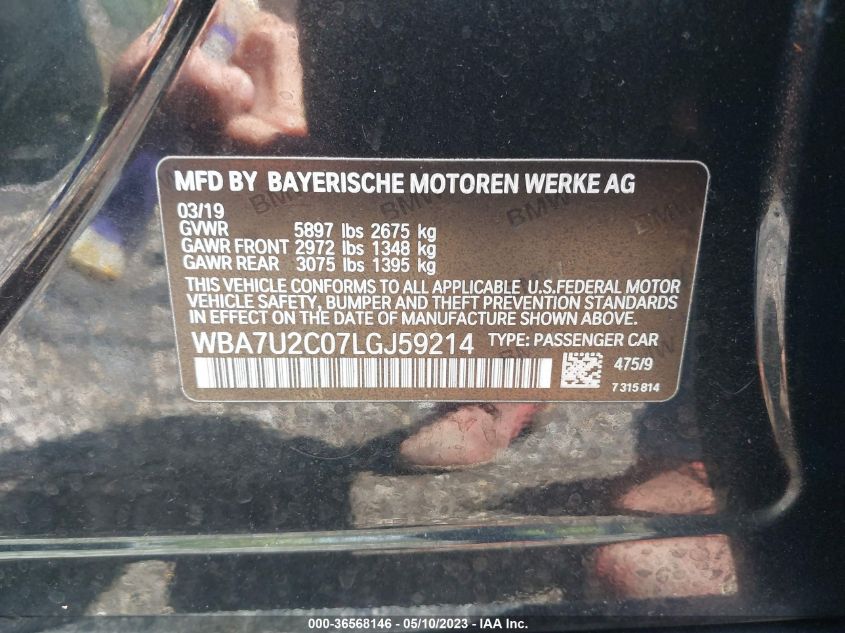 MFD BY BAYERISCHE MOTOREN WERKE AG
03/19
GVWR 5897 lbs 2675 kg
GAWR FRONT 2972 lbs 1348 kg
GAWR REAR 3075 lbs 1395 kg
THIS VEHICLE CONFORMS TO ALL APPLICABLE U.S.FEDERAL MOTOR
VEHICLE SAFETY, BUMPER AND THEFT PREVENTION STANDARDS
IN EFFECT ON THE DATE OF MANUFACTURE SHOWN ABOVE.
WBA7U2C07LGJ59214 TYPE: PASSENGER CAR
475/9
7 315 814
000-36568146 - 05/10/2023 - IAA Inc.